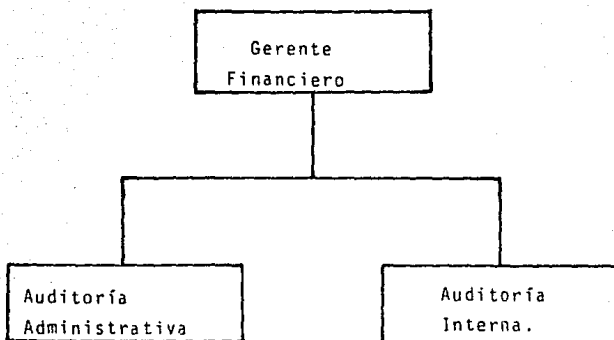 Gerente
Financiero
Auditoría
Administrativa
Auditoría
Interna.